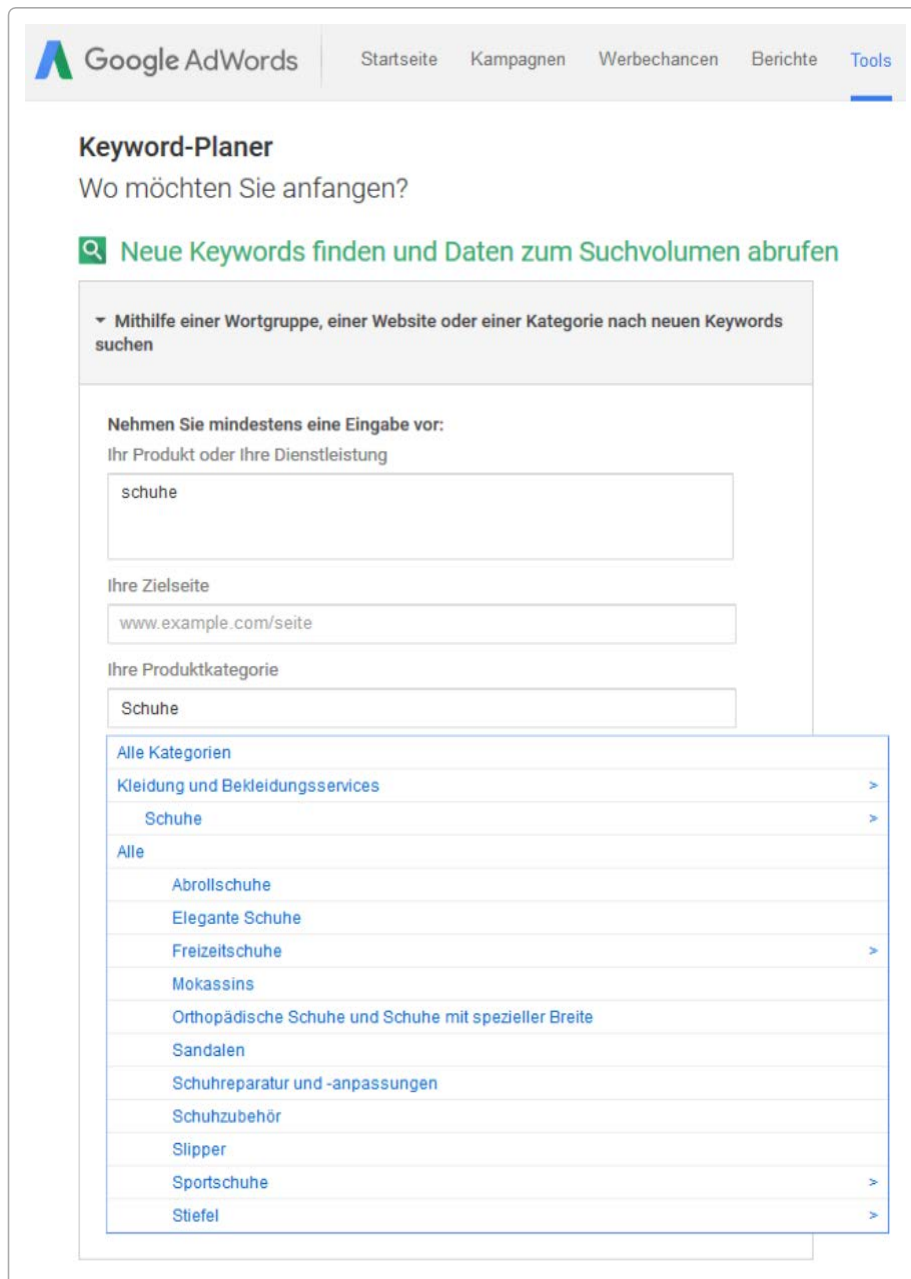 Google AdWords Startseite Kampagnen Werbechancen Berichte Tools
Keyword-Planer
Wo möchten Sie anfangen?
Neue Keywords finden und Daten zum Suchvolumen abrufen
Mithilfe einer Wortgruppe, einer Website oder einer Kategorie nach neuen Keywords
suchen
Nehmen Sie mindestens eine Eingabe vor:
Ihr Produkt oder Ihre Dienstleistung
schuhe
Ihre Zielseite
www.example.com/seite
Ihre Produktkategorie
Schuhe
Alle Kategorien
Kleidung und Bekleidungsservices >
Schuhe >
Alle
Abrollschuhe
Elegante Schuhe
Freizeitschuhe >
Mokassins
Orthopädische Schuhe und Schuhe mit spezieller Breite
Sandalen
Schuhreparatur und -anpassungen
Schuhzubehör
Slipper
Sportschuhe >
Stiefel >